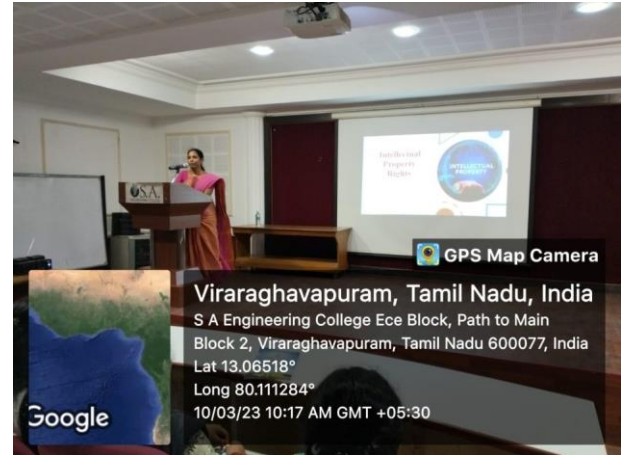 Intellectual
Property
Rights
INTELLECTUAL
PROPERTY
S.A.
GPS Map Camera
Viraraghavapuram, Tamil Nadu, India
S A Engineering College Ece Block, Path to Main
Block 2, Viraraghavapuram, Tamil Nadu 600077, India
Lat 13.06518°
Long 80.111284°
10/03/23 10:17 AM GMT +05:30
Google